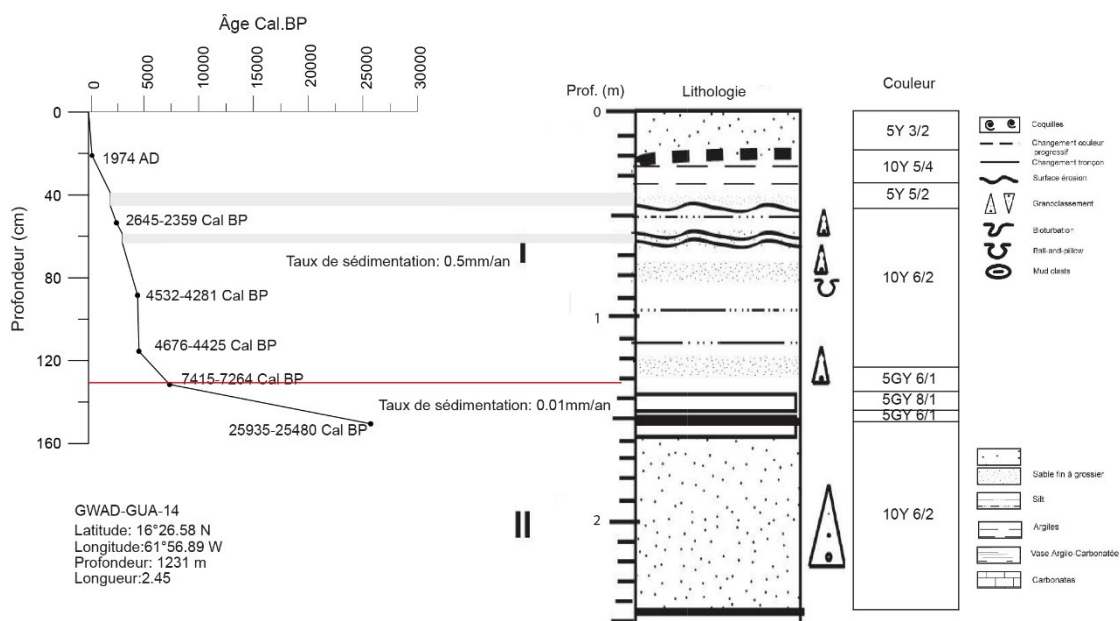 Âge Cal.BP
0
5000
10000
15000
20000
25000
30000
Profondeur (cm)
0
40
80
120
160
1974 AD
2645-2359 Cal BP
Taux de sédimentation: 0.5mm/an
I
4532-4281 Cal BP
4676-4425 Cal BP
7415-7264 Cal BP
Taux de sédimentation: 0.01mm/an
25935-25480 Cal BP
II
GWAD-GUA-14
Latitude: 16°26.58 N
Longitude:61°56.89 W
Profondeur: 1231 m
Longueur:2.45
Prof. (m)
Lithologie
0
1
2
Couleur
5Y 3/2
10Y 5/4
5Y 5/2
10Y 6/2
5GY 6/1
5GY 8/1
5GY 6/1
10Y 6/2
Coquilles
Changement couleur
progressif
Changement tronçon
Surface érosion
Granoclassement
Bioturbation
Ball-and-pillow
Mud clasts
Sable fin à grossier
Silt
Argiles
Vase Argilo-Carbonatée
Carbonates